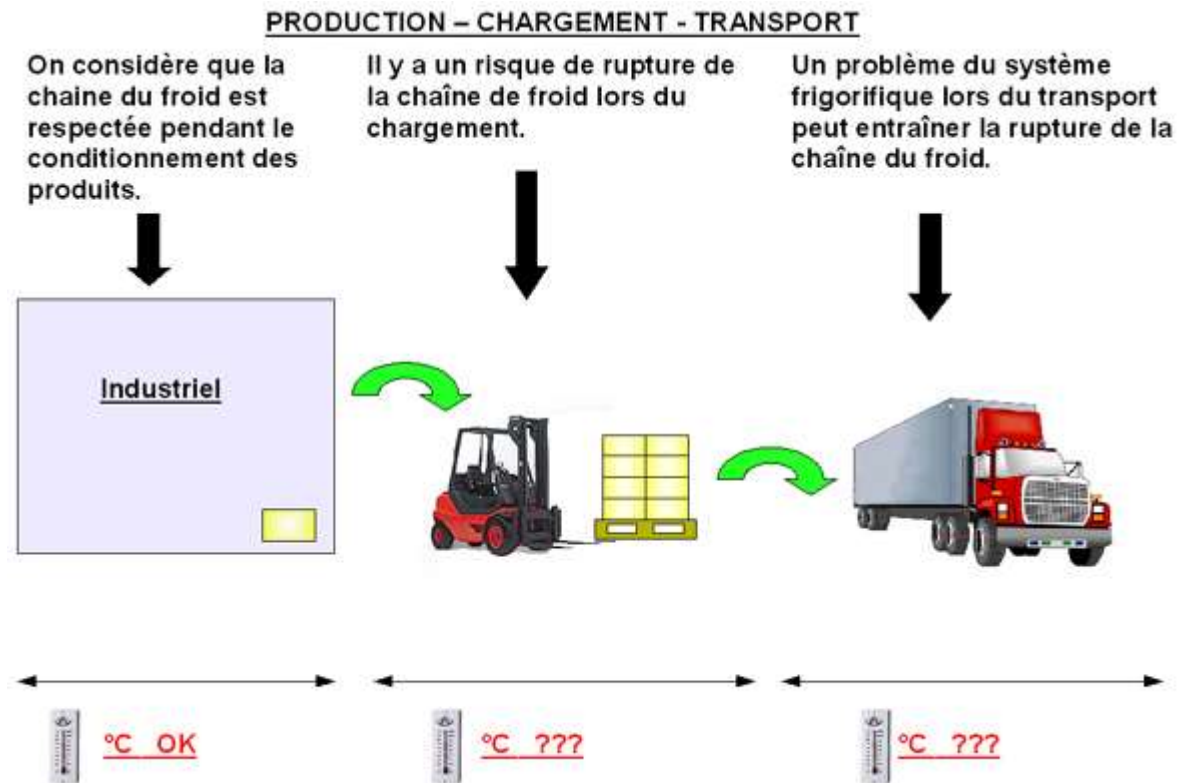 PRODUCTION – CHARGEMENT - TRANSPORT
On considère que la
chaine du froid est
respectée pendant le
conditionnement des
produits.
Il y a un risque de rupture de
la chaîne de froid lors du
chargement.
Un problème du système
frigorifique lors du transport
peut entraîner la rupture de la
chaîne du froid.
Industriel
°C OK
°C ???
°C ???